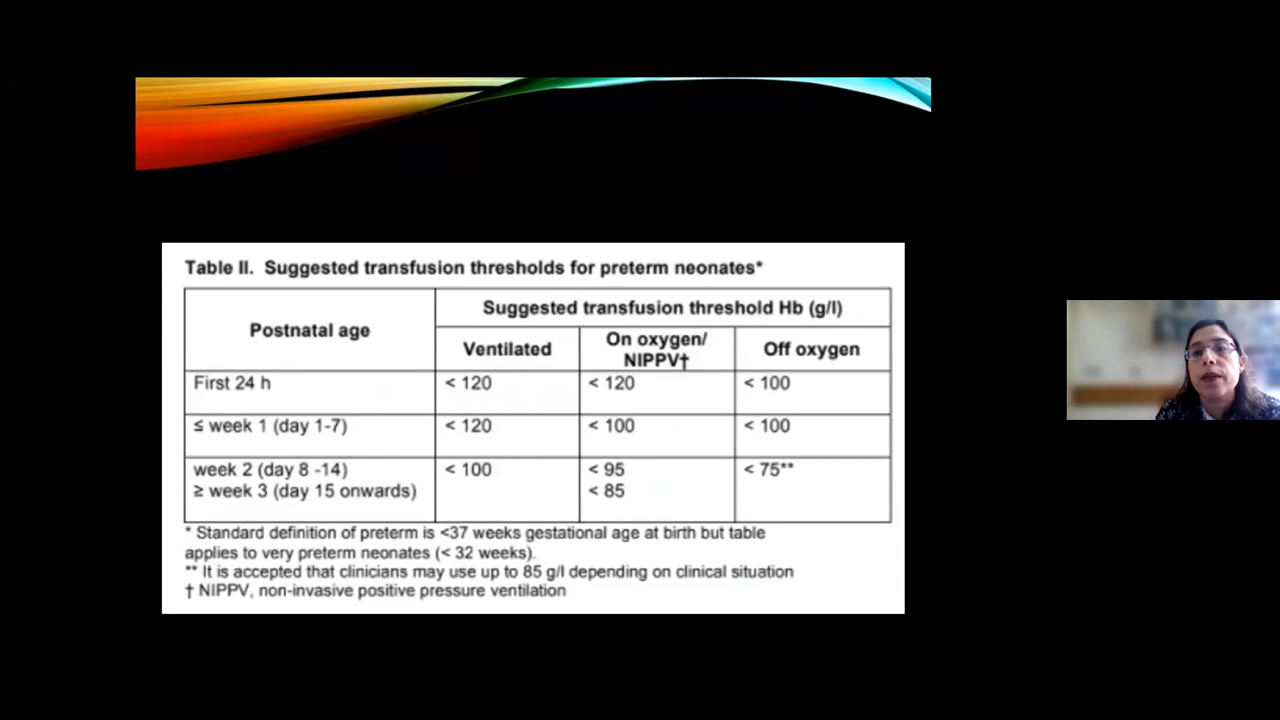 Table II. Suggested transfusion thresholds for preterm neonates*
Postnatal age
Suggested transfusion threshold Hb (g/l)
Ventilated
On oxygen/
NIPPV†
Off oxygen
First 24 h
< 120
< 120
< 100
≤ week 1 (day 1-7)
< 120
< 100
< 100
week 2 (day 8 -14)
≥ week 3 (day 15 onwards)
< 100
< 95
< 85
< 75**
* Standard definition of preterm is <37 weeks gestational age at birth but table
applies to very preterm neonates (< 32 weeks).
** It is accepted that clinicians may use up to 85 g/l depending on clinical situation
† NIPPV, non-invasive positive pressure ventilation